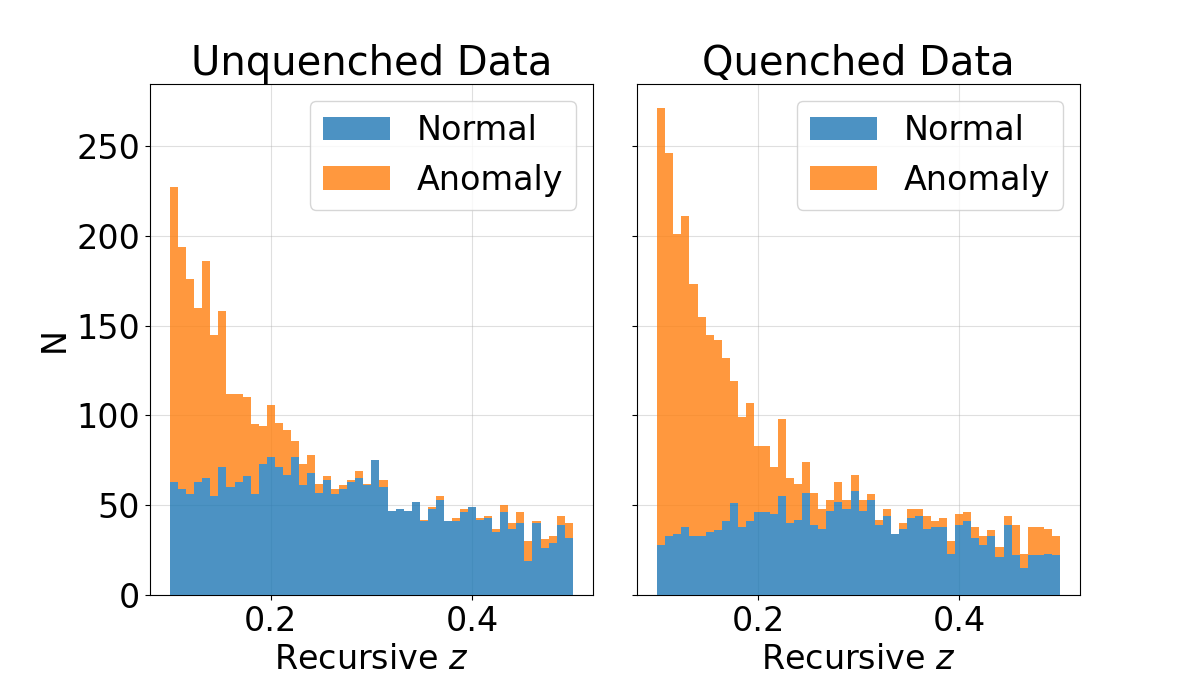 Unquenched Data
Normal
Anomaly
250
200
150
100
50
0
N
0.2
0.4
Recursive z
Quenched Data
Normal
Anomaly
0.2
0.4
Recursive z